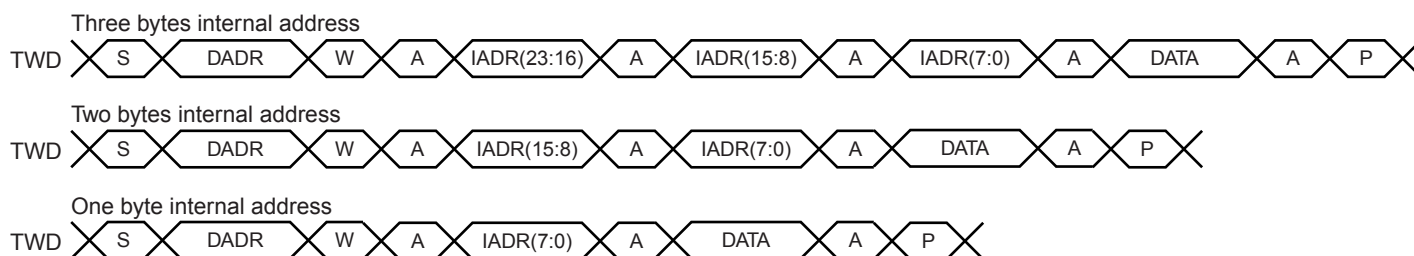 Three bytes internal address
TWD S DADR W A IADR(23:16) A IADR(15:8) A IADR(7:0) A DATA A P
Two bytes internal address
TWD S DADR W A IADR(15:8) A IADR(7:0) A DATA A P
One byte internal address
TWD S DADR W A IADR(7:0) A DATA A P